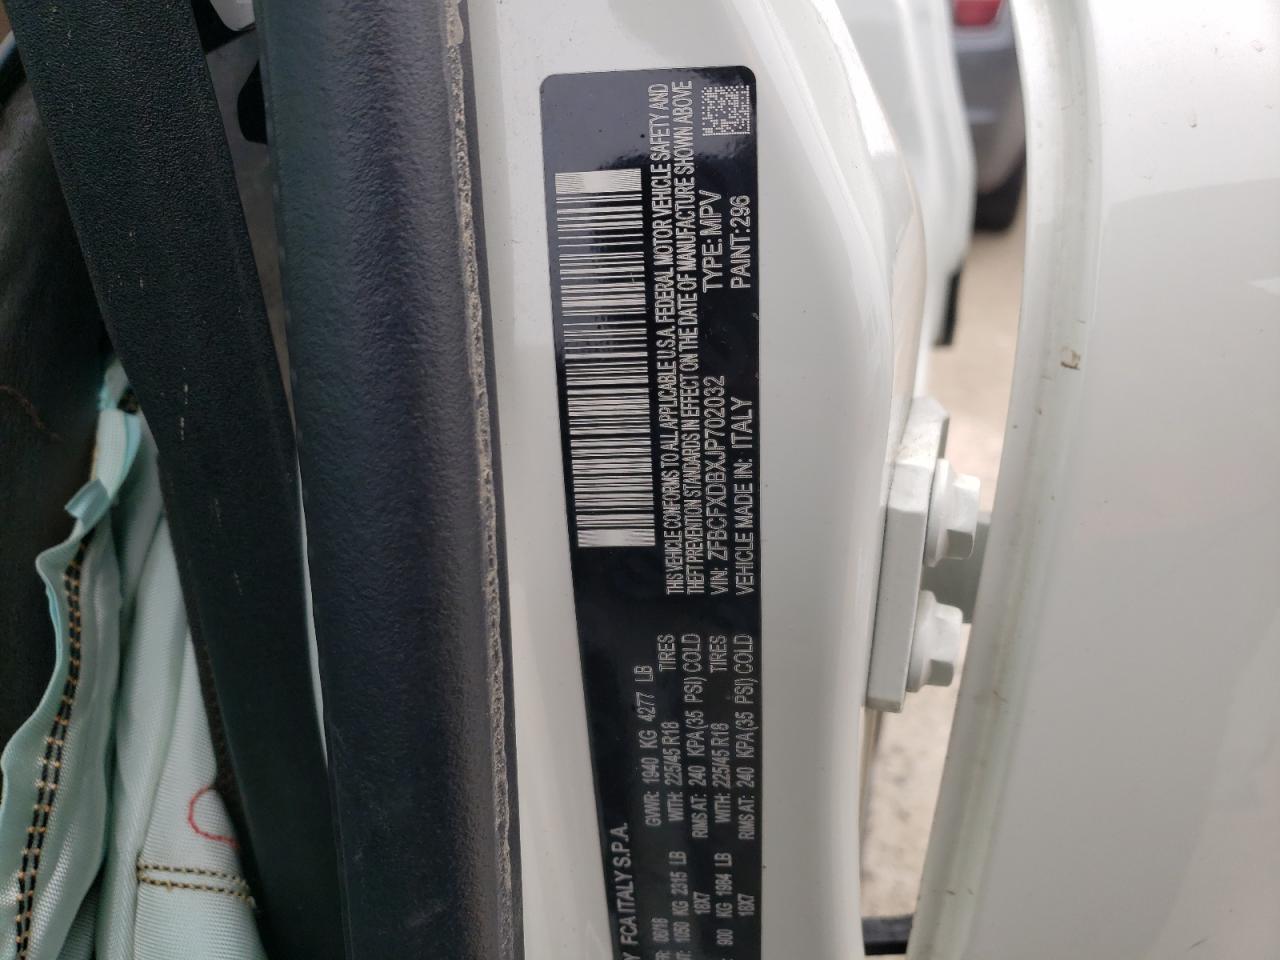 Y FCA ITALY S.P.A.
06/18 GVWR: 1940 KG 4277 LB
1050 KG 2315 LB WITH: 225/45 R18 TIRES
18X7 RIMS AT: 240 KPA(35 PSI) COLD
900 KG 1984 LB WITH: 225/45 R18 TIRES
18X7 RIMS AT: 240 KPA(35 PSI) COLD
THIS VEHICLE CONFORMS TO ALL APPLICABLE U.S.A. FEDERAL MOTOR VEHICLE SAFETY AND
THEFT PREVENTION STANDARDS IN EFFECT ON THE DATE OF MANUFACTURE SHOWN ABOVE
VIN: ZFBCFXDBXJP702032 TYPE: MPV
VEHICLE MADE IN: ITALY PAINT:296